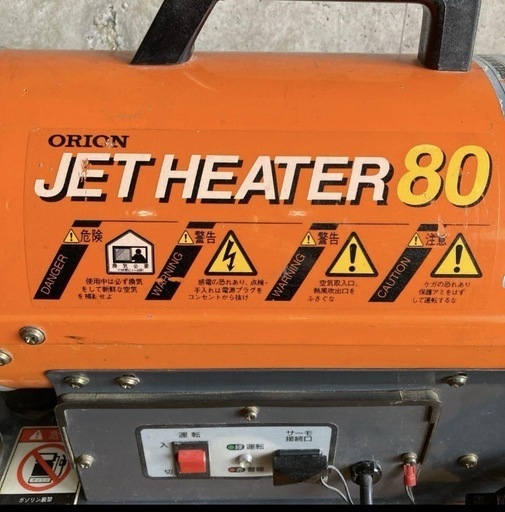 ORION
JET HEATER 80
危険
DANGER
換気必要
使用中は必ず換気
をして新鮮な空気
を補給せよ
警告
WARNING
感電の恐れあり、点検・
手入れは電源プラグを
コンセントから抜け
警告
WARNING
空気取入口、
熱風吹出口を
ふさぐな
注意
CAUTION
ケガの恐れあり
保護アミをはずして
運転するな
運転
入
切
運転
サーモ
接続口
ガソリン厳禁